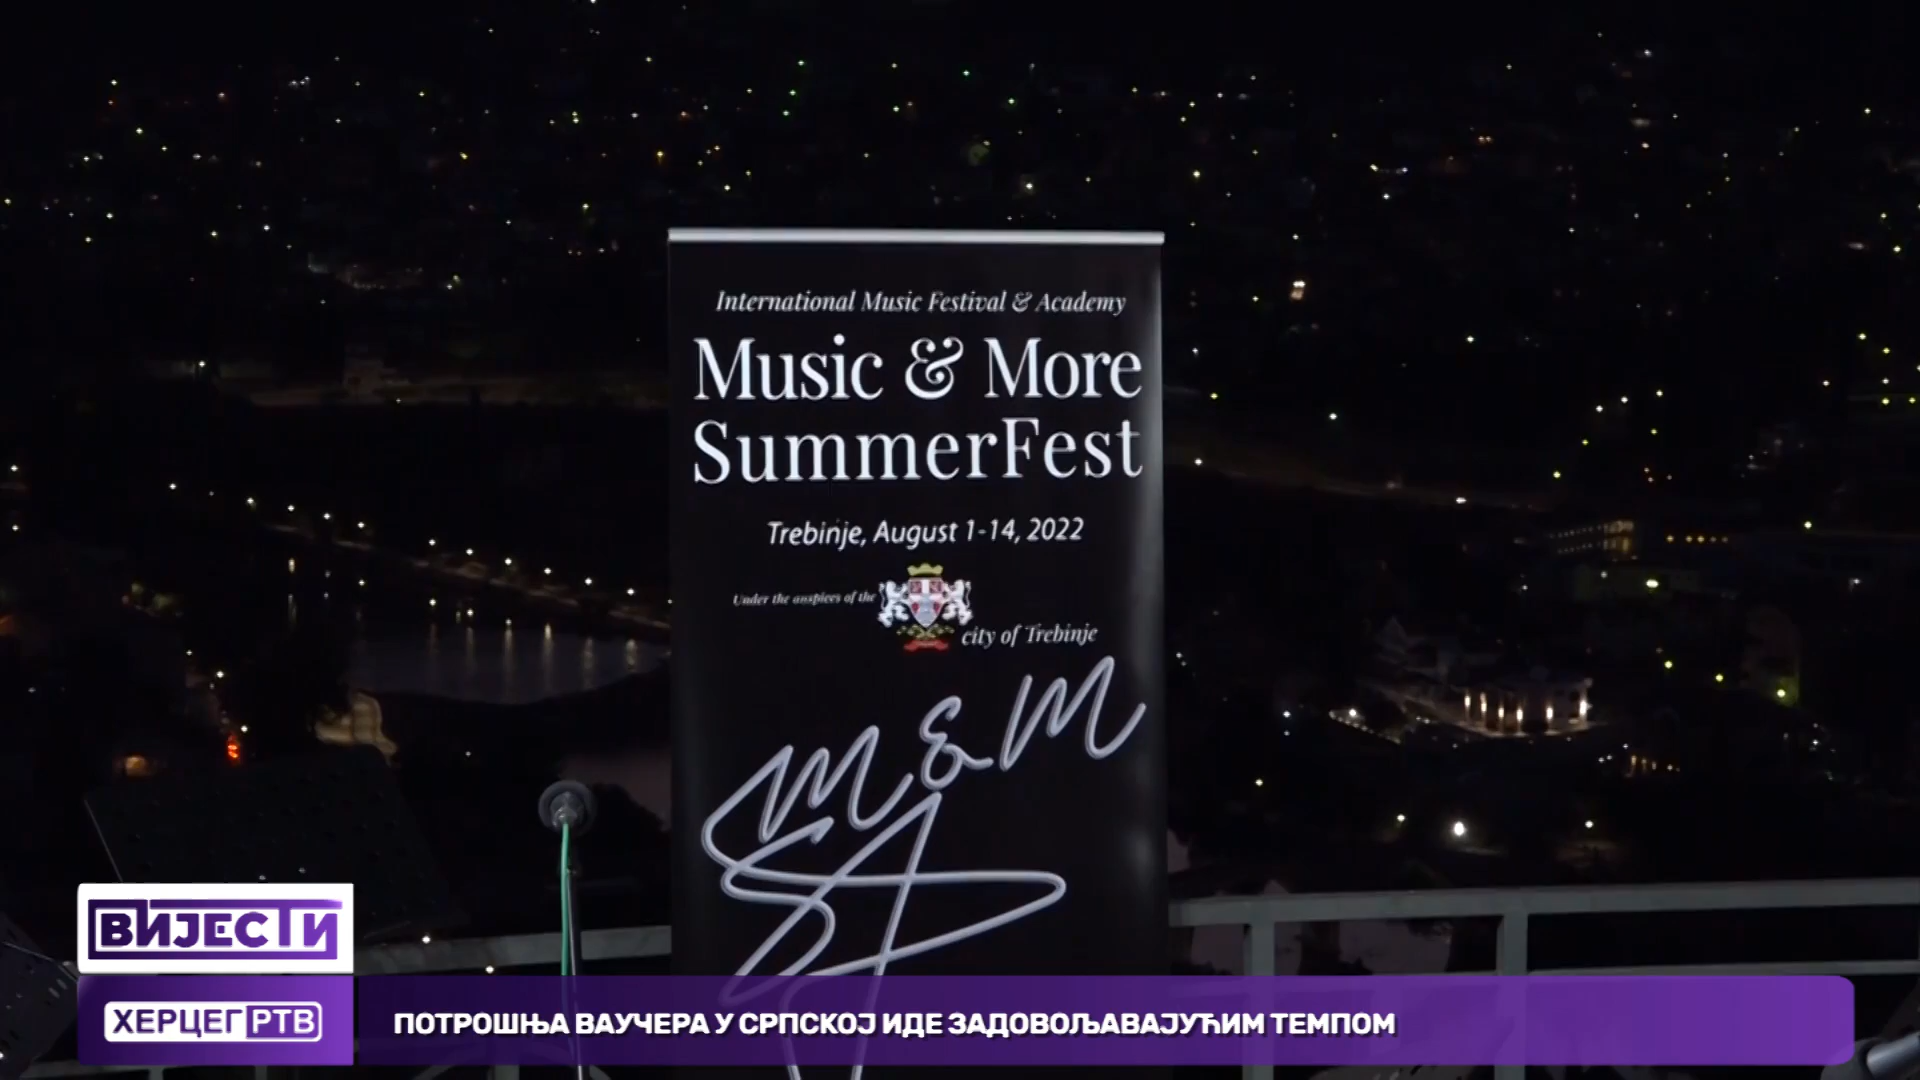 International Music Festival & Academy
Music & More
SummerFest
Trebinje, August 1-14, 2022
Under the auspices of the
city of Trebinje
M & M
SF
ВИЈЕСТИ
ХЕРЦЕГ РТВ
ПОТРОШЊА ВАУЧЕРА У СРПСКОЈ ИДЕ ЗАДОВОЉАВАЈУЋИМ ТЕМПОМ